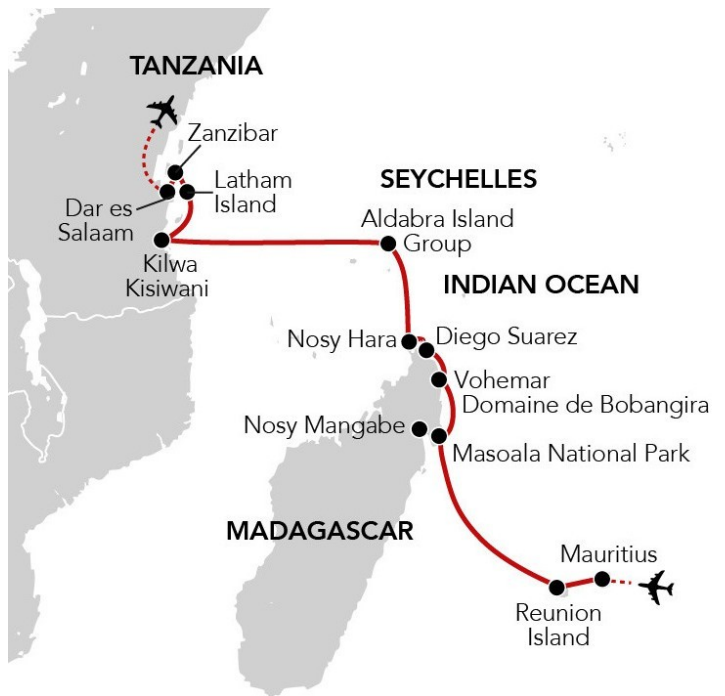 TANZANIA
Zanzibar
Latham
Island
Dar es
Salaam
Kilwa
Kisiwani
SEYCHELLES
Aldabra Island
Group
INDIAN OCEAN
Nosy Hara
Diego Suarez
Vohemar
Domaine de Bobangira
Nosy Mangabe
Masoala National Park
MADAGASCAR
Mauritius
Reunion
Island